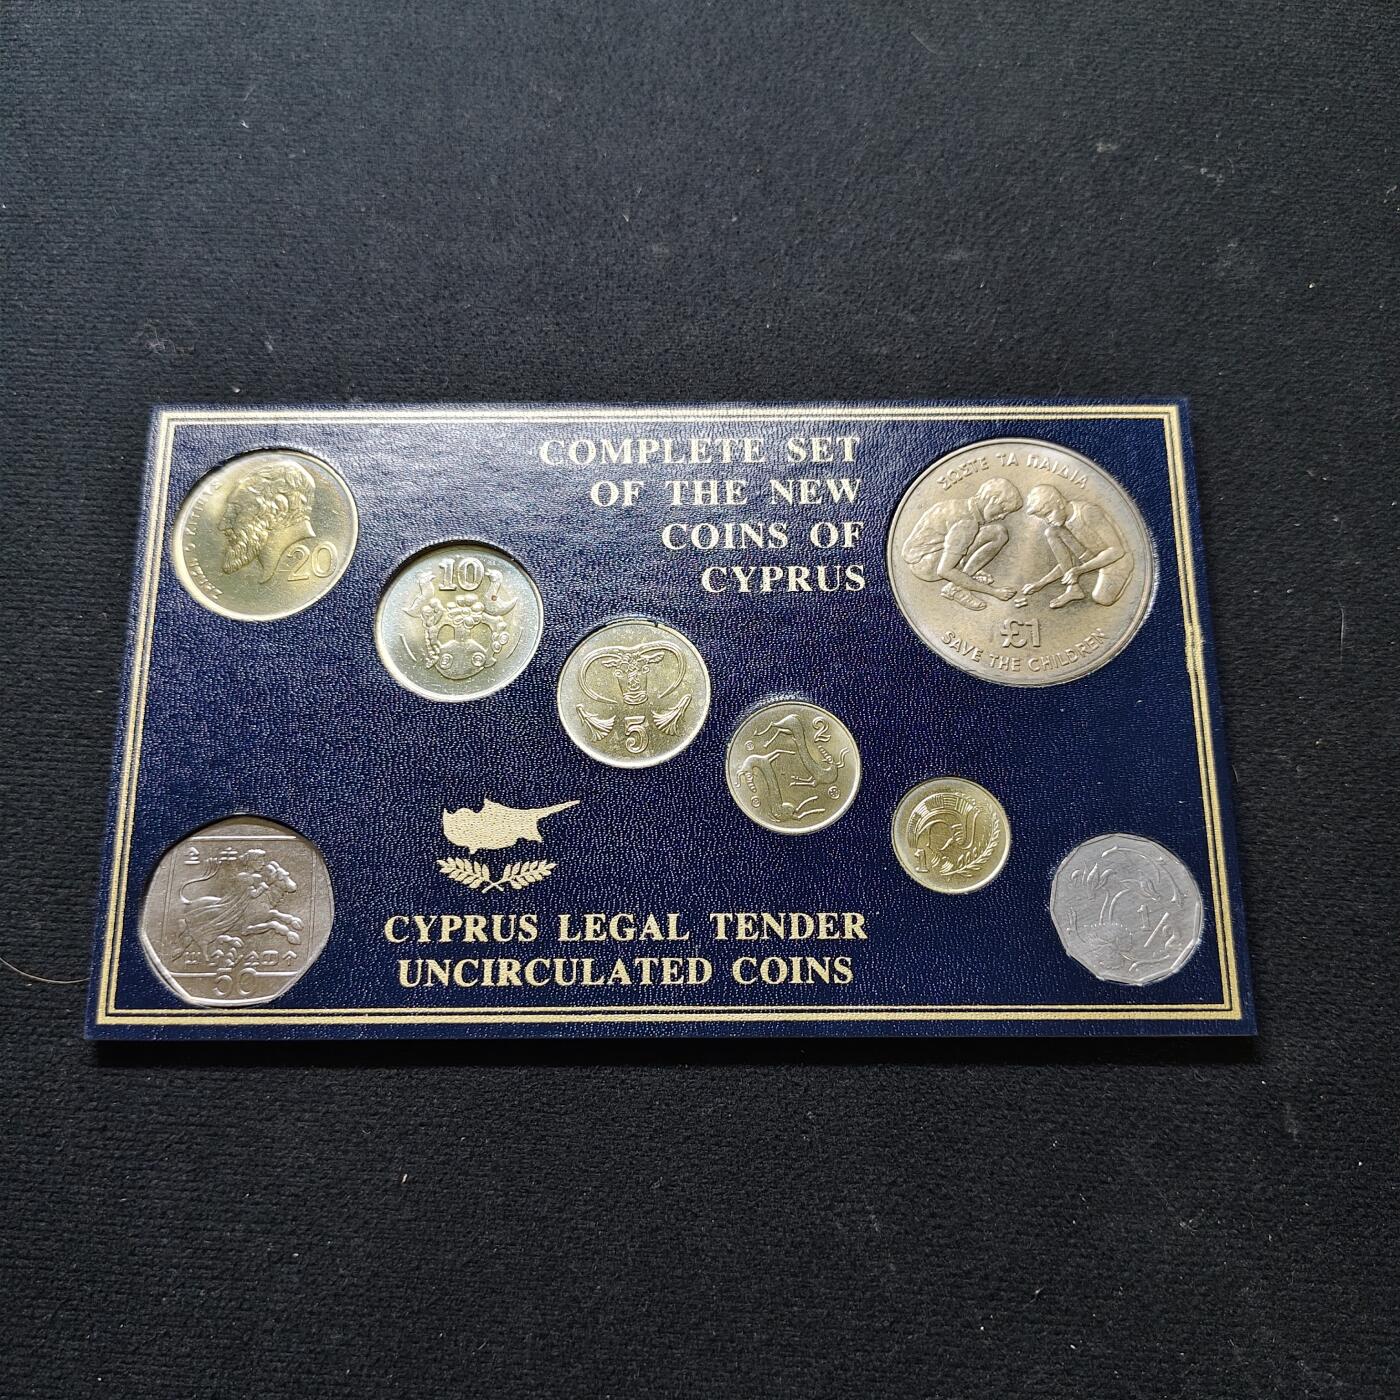 COMPLETE SET
OF THE NEW
COINS OF
CYPRUS
20
10
5
2
1
ΣΩΣΤΕ ΤΑ ΠΑΙΔΙΑ
£1
SAVE THE CHILDREN
50
1/2
CYPRUS LEGAL TENDER
UNCIRCULATED COINS